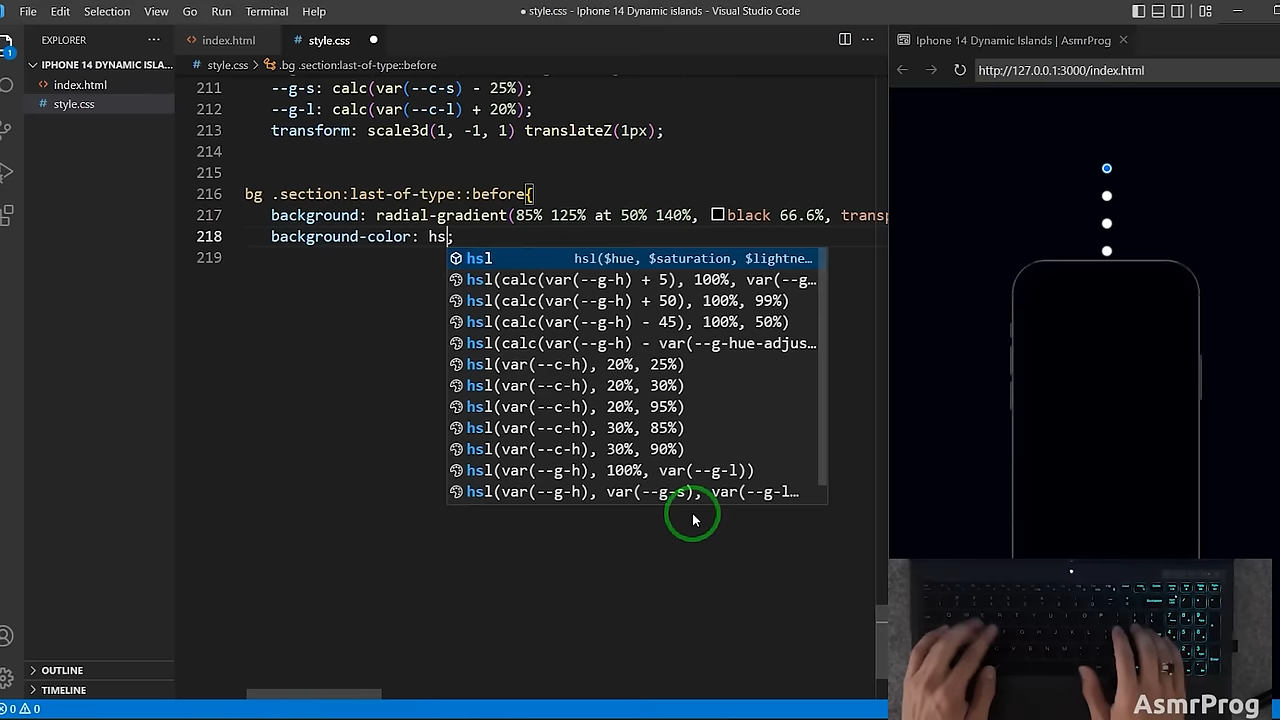 File Edit Selection View Go Run Terminal Help
● style.css - Iphone 14 Dynamic islands - Visual Studio Code
EXPLORER ···
index.html
style.css ●
Iphone 14 Dynamic Islands | AsmrProg
IPHONE 14 DYNAMIC ISLA...
style.css > .bg .section:last-of-type::before
http://127.0.0.1:3000/index.html
1
index.html
style.css
211 --g-s: calc(var(--c-s) - 25%);
212 --g-l: calc(var(--c-l) + 20%);
213 transform: scale3d(1, -1, 1) translateZ(1px);
214
215
216 bg .section:last-of-type::before{
217 background: radial-gradient(85% 125% at 50% 140%, black 66.6%, transp
218 background-color: hs;
219
hsl hsl($hue, $saturation, $lightne…
hsl(calc(var(--g-h) + 5), 100%, var(--g…
hsl(calc(var(--g-h) + 50), 100%, 99%)
hsl(calc(var(--g-h) - 45), 100%, 50%)
hsl(calc(var(--g-h) - var(--g-hue-adjus…
hsl(var(--c-h), 20%, 25%)
hsl(var(--c-h), 20%, 30%)
hsl(var(--c-h), 20%, 95%)
hsl(var(--c-h), 30%, 85%)
hsl(var(--c-h), 30%, 90%)
hsl(var(--g-h), 100%, var(--g-l))
hsl(var(--g-h), var(--g-s), var(--g-l…
OUTLINE
TIMELINE
0 0
AsmrProg